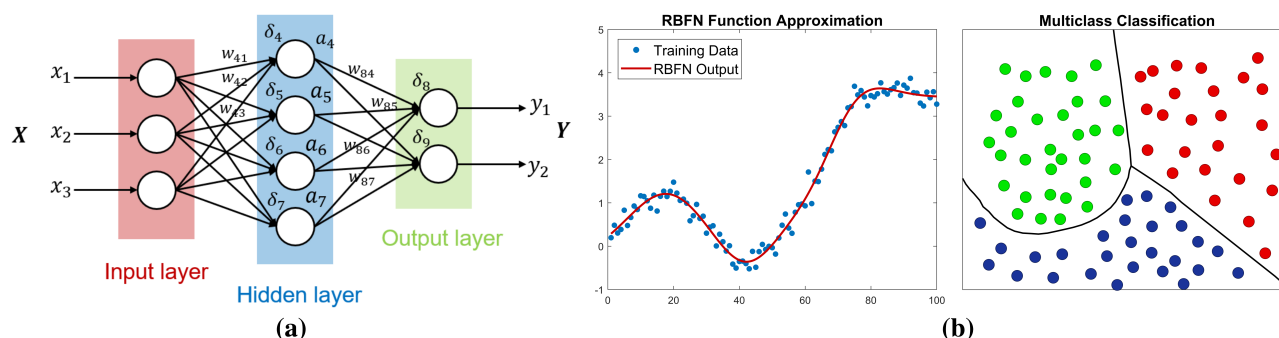 X
x₁
x₂
x₃
w₄₁
w₄₂
w₄₃
δ₄
a₄
δ₅
a₅
δ₆
a₆
δ₇
a₇
w₈₄
w₈₅
w₈₆
w₈₇
δ₈
δ₉
y₁
y₂
Y
Input layer
Hidden layer
Output layer
(a)
RBFN Function Approximation
Training Data
RBFN Output
5
4
3
2
1
0
-1
0
20
40
60
80
100
Multiclass Classification
(b)